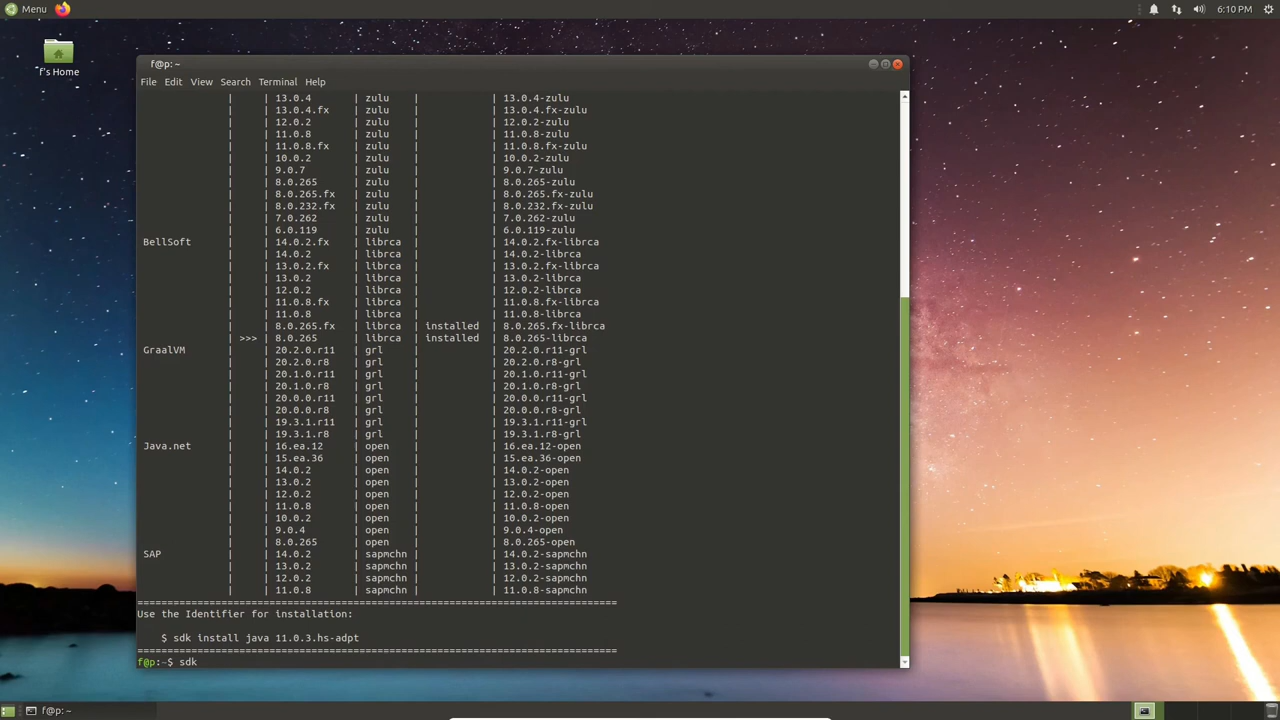 Menu
6:10 PM
f's Home
f@p: ~
File Edit View Search Terminal Help
| | 13.0.4 | zulu | | 13.0.4-zulu
| | 13.0.4.fx | zulu | | 13.0.4.fx-zulu
| | 12.0.2 | zulu | | 12.0.2-zulu
| | 11.0.8 | zulu | | 11.0.8-zulu
| | 11.0.8.fx | zulu | | 11.0.8.fx-zulu
| | 10.0.2 | zulu | | 10.0.2-zulu
| | 9.0.7 | zulu | | 9.0.7-zulu
| | 8.0.265 | zulu | | 8.0.265-zulu
| | 8.0.265.fx | zulu | | 8.0.265.fx-zulu
| | 8.0.232.fx | zulu | | 8.0.232.fx-zulu
| | 7.0.262 | zulu | | 7.0.262-zulu
| | 6.0.119 | zulu | | 6.0.119-zulu
BellSoft | | 14.0.2.fx | librca | | 14.0.2.fx-librca
| | 14.0.2 | librca | | 14.0.2-librca
| | 13.0.2.fx | librca | | 13.0.2.fx-librca
| | 13.0.2 | librca | | 13.0.2-librca
| | 12.0.2 | librca | | 12.0.2-librca
| | 11.0.8.fx | librca | | 11.0.8.fx-librca
| | 11.0.8 | librca | | 11.0.8-librca
| | 8.0.265.fx | librca | installed | 8.0.265.fx-librca
| >>> | 8.0.265 | librca | installed | 8.0.265-librca
GraalVM | | 20.2.0.r11 | grl | | 20.2.0.r11-grl
| | 20.2.0.r8 | grl | | 20.2.0.r8-grl
| | 20.1.0.r11 | grl | | 20.1.0.r11-grl
| | 20.1.0.r8 | grl | | 20.1.0.r8-grl
| | 20.0.0.r11 | grl | | 20.0.0.r11-grl
| | 20.0.0.r8 | grl | | 20.0.0.r8-grl
| | 19.3.1.r11 | grl | | 19.3.1.r11-grl
| | 19.3.1.r8 | grl | | 19.3.1.r8-grl
Java.net | | 16.ea.12 | open | | 16.ea.12-open
| | 15.ea.36 | open | | 15.ea.36-open
| | 14.0.2 | open | | 14.0.2-open
| | 13.0.2 | open | | 13.0.2-open
| | 12.0.2 | open | | 12.0.2-open
| | 11.0.8 | open | | 11.0.8-open
| | 10.0.2 | open | | 10.0.2-open
| | 9.0.4 | open | | 9.0.4-open
| | 8.0.265 | open | | 8.0.265-open
SAP | | 14.0.2 | sapmchn | | 14.0.2-sapmchn
| | 13.0.2 | sapmchn | | 13.0.2-sapmchn
| | 12.0.2 | sapmchn | | 12.0.2-sapmchn
| | 11.0.8 | sapmchn | | 11.0.8-sapmchn
================================================================================
Use the Identifier for installation:
$ sdk install java 11.0.3.hs-adpt
================================================================================
f@p:~$ sdk
f@p: ~